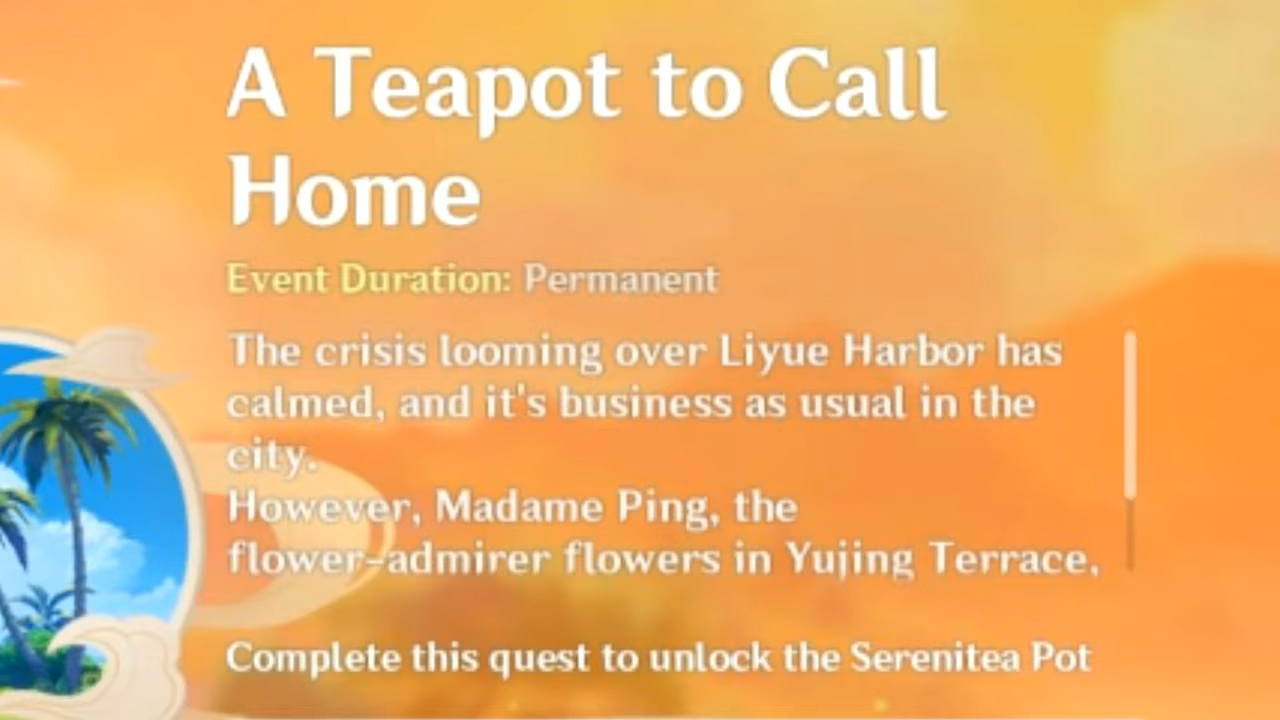 A Teapot to Call
Home
Event Duration: Permanent
The crisis looming over Liyue Harbor has
calmed, and it's business as usual in the
city.
However, Madame Ping, the
flower-admirer flowers in Yujing Terrace,
Complete this quest to unlock the Serenitea Pot